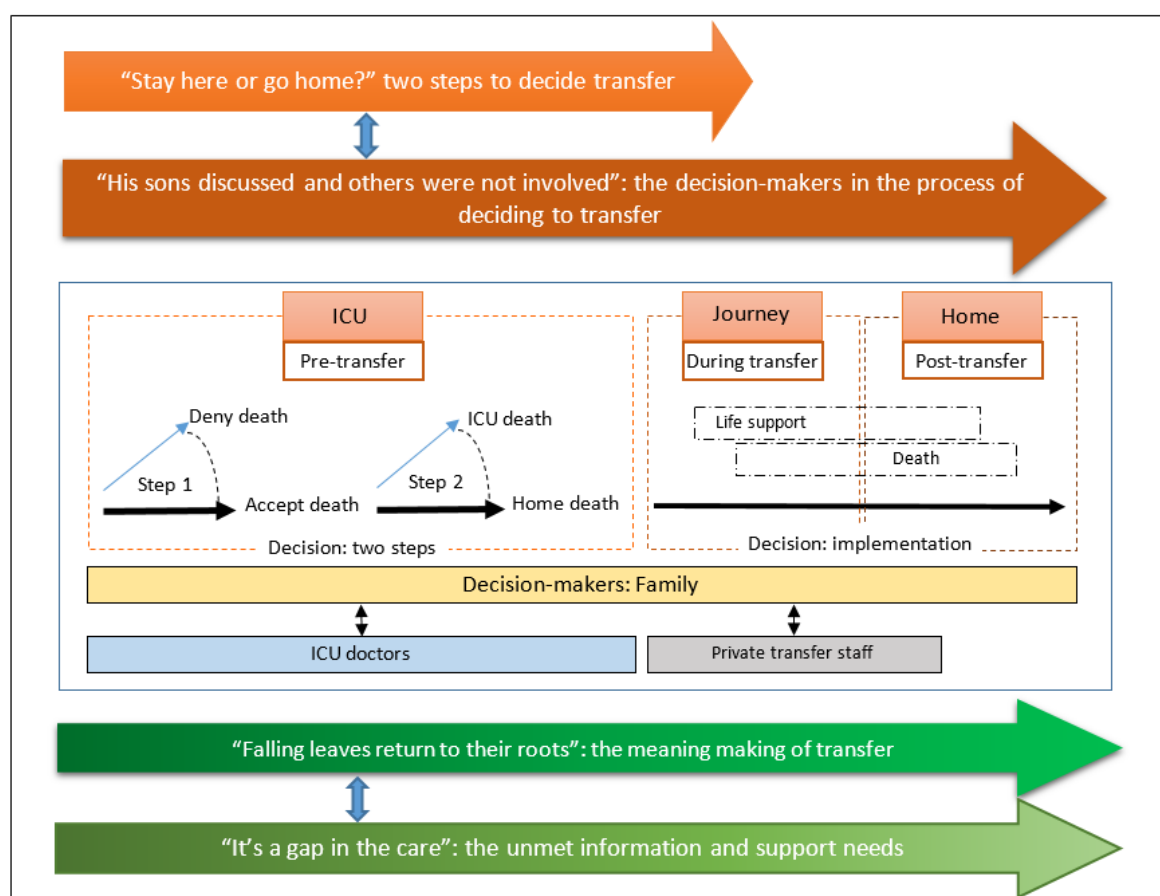 “Stay here or go home?” two steps to decide transfer
“His sons discussed and others were not involved”: the decision-makers in the process of
deciding to transfer
ICU
Pre-transfer
Journey
During transfer
Home
Post-transfer
Deny death
Step 1
Accept death
ICU death
Step 2
Home death
Life support
Death
Decision: two steps
Decision: implementation
Decision-makers: Family
ICU doctors
Private transfer staff
“Falling leaves return to their roots”: the meaning making of transfer
“It’s a gap in the care”: the unmet information and support needs